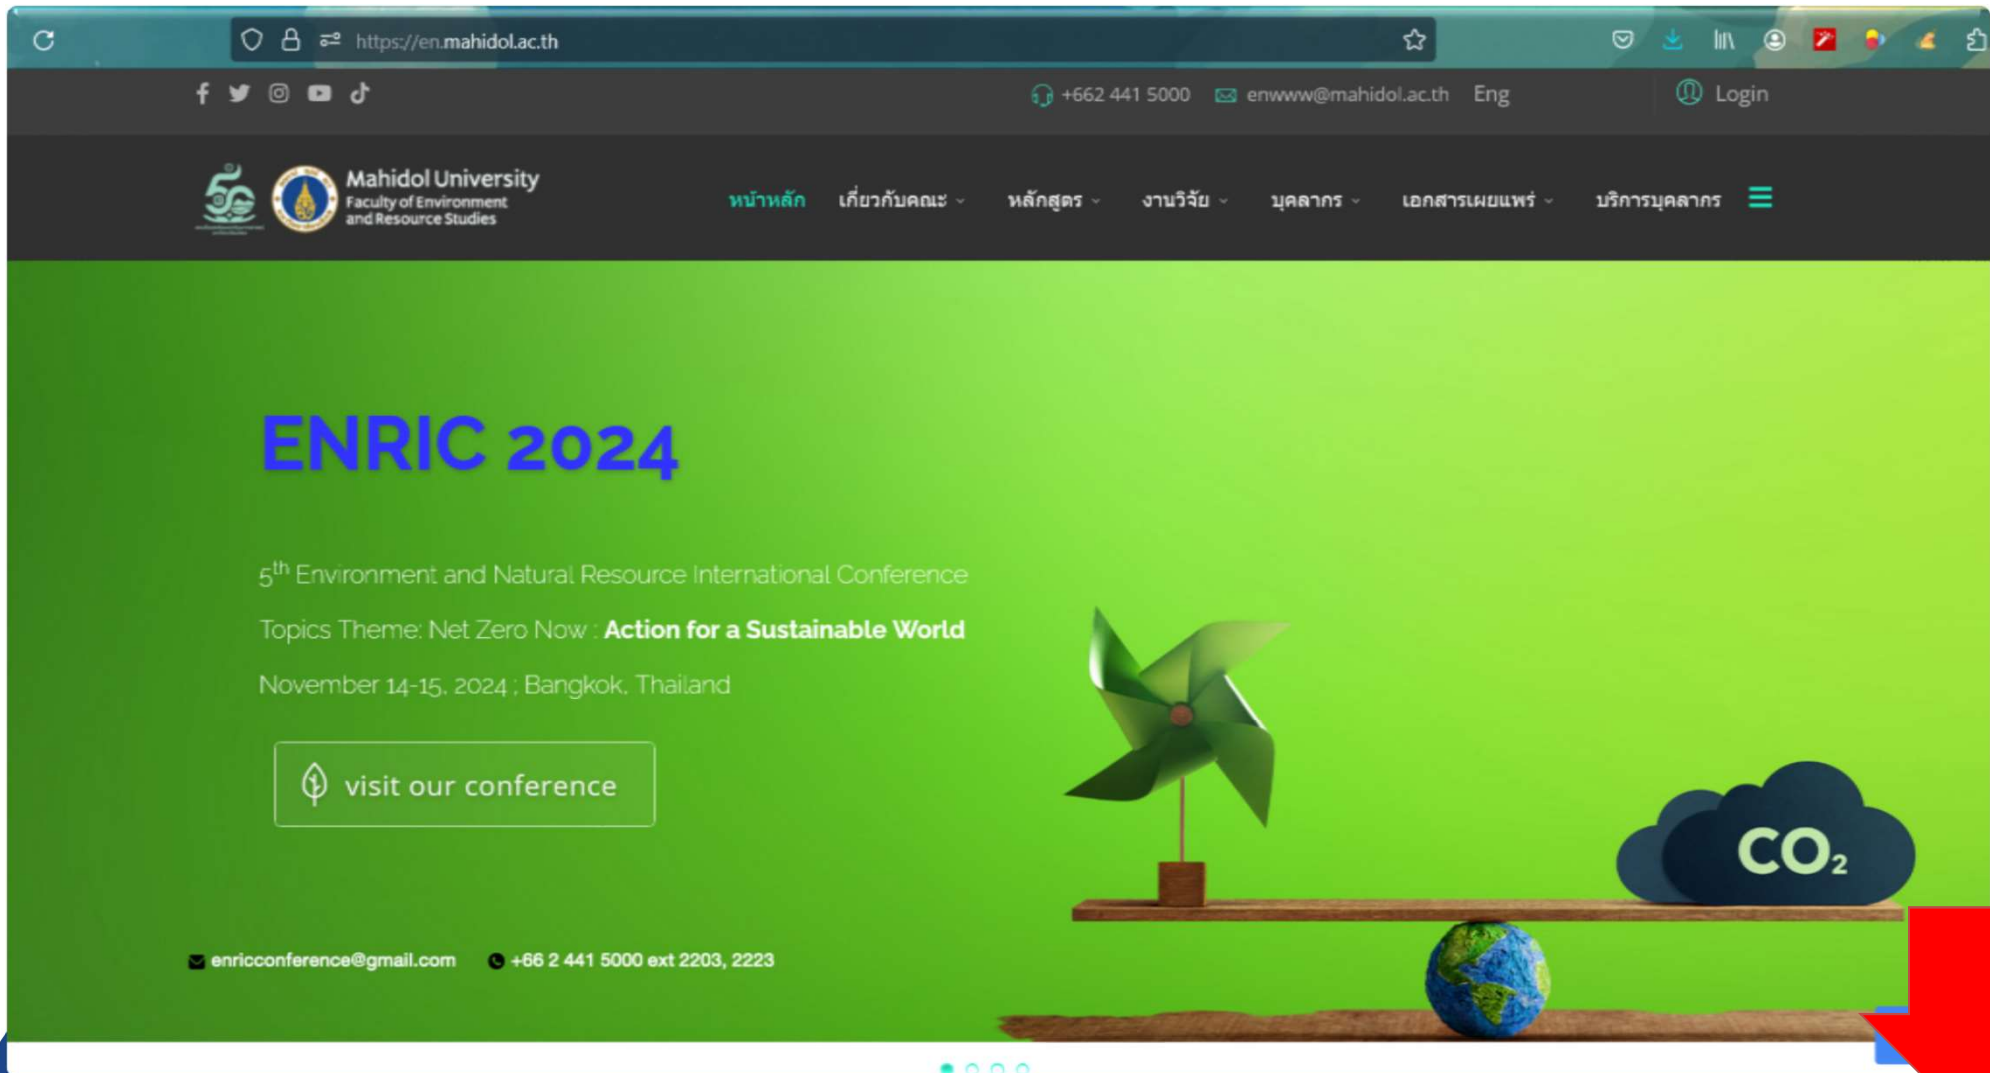 https://en.mahidol.ac.th
+662 441 5000 enwww@mahidol.ac.th Eng Login
Mahidol University
Faculty of Environment
and Resource Studies
หน้าหลัก เกี่ยวกับคณะ หลักสูตร งานวิจัย บุคลากร เอกสารเผยแพร่ บริการบุคลากร
ENRIC 2024
5th Environment and Natural Resource International Conference
Topics Theme: Net Zero Now : Action for a Sustainable World
November 14-15, 2024 ; Bangkok, Thailand
visit our conference
CO₂
enricconference@gmail.com +66 2 441 5000 ext 2203, 2223